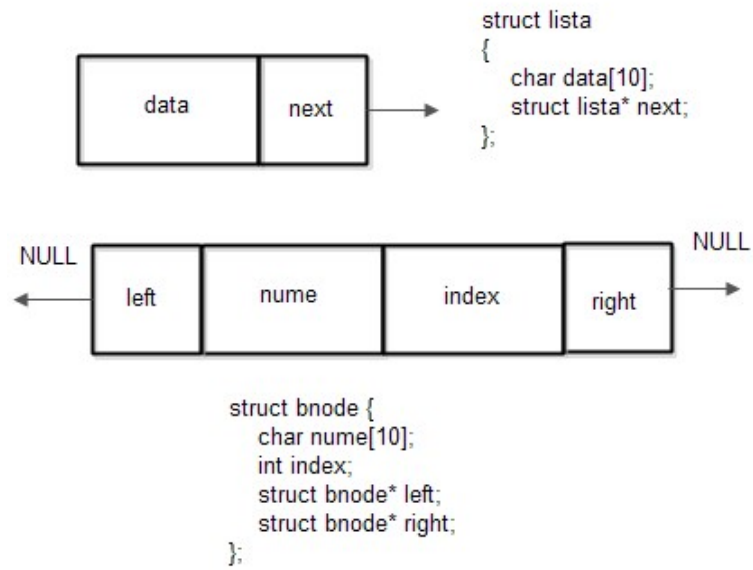 struct lista
{
char data[10];
struct lista* next;
};
data next
NULL NULL
left nume index right
struct bnode {
char nume[10];
int index;
struct bnode* left;
struct bnode* right;
};